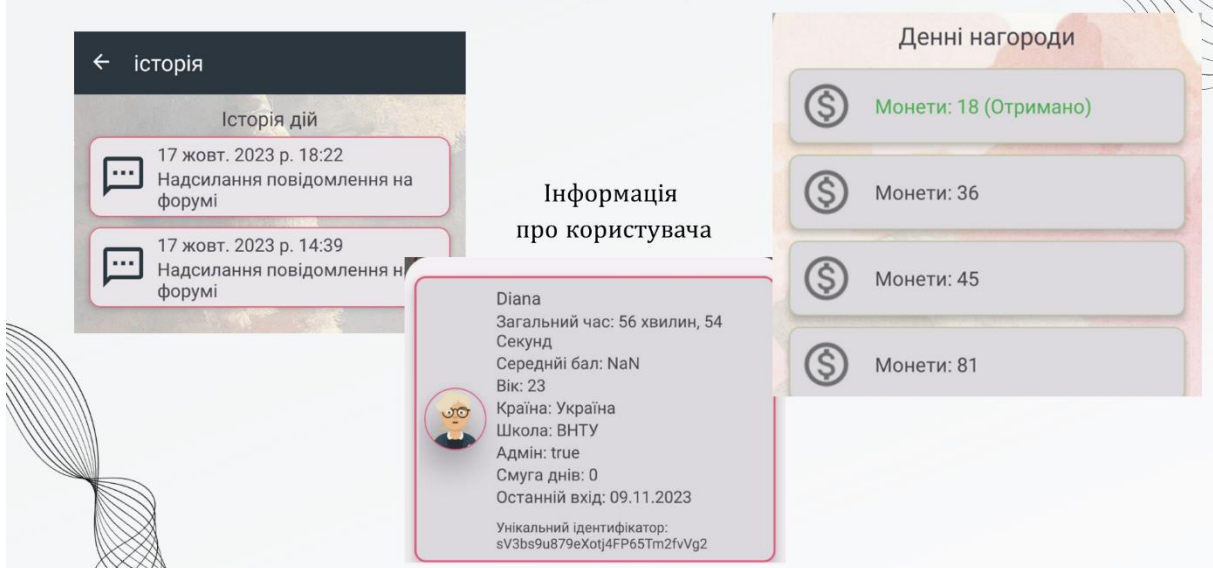 історія
Історія дій
17 жовт. 2023 р. 18:22
Надсилання повідомлення на
форумі
17 жовт. 2023 р. 14:39
Надсилання повідомлення
форумі
Інформація
про користувача
Diana
Загальний час: 56 хвилин, 54
Секунд
Середнйі бал: NaN
Вік: 23
Країна: Україна
Школа: ВНТУ
Адмін: true
Смуга днів: 0
Останній вхід: 09.11.2023
Унікальний ідентифікатор:
sV3bs9u879eXotj4FP65Tm2fvVg2
Денні нагороди
Монети: 18 (Отримано)
Монети: 36
Монети: 45
Монети: 81